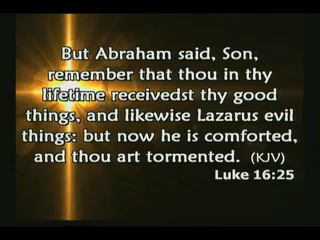 But Abraham said, Son,
remember that thou in thy
lifetime receivedst thy good
things, and likewise Lazarus evil
things: but now he is comforted,
and thou art tormented. (KJV)
Luke 16:25